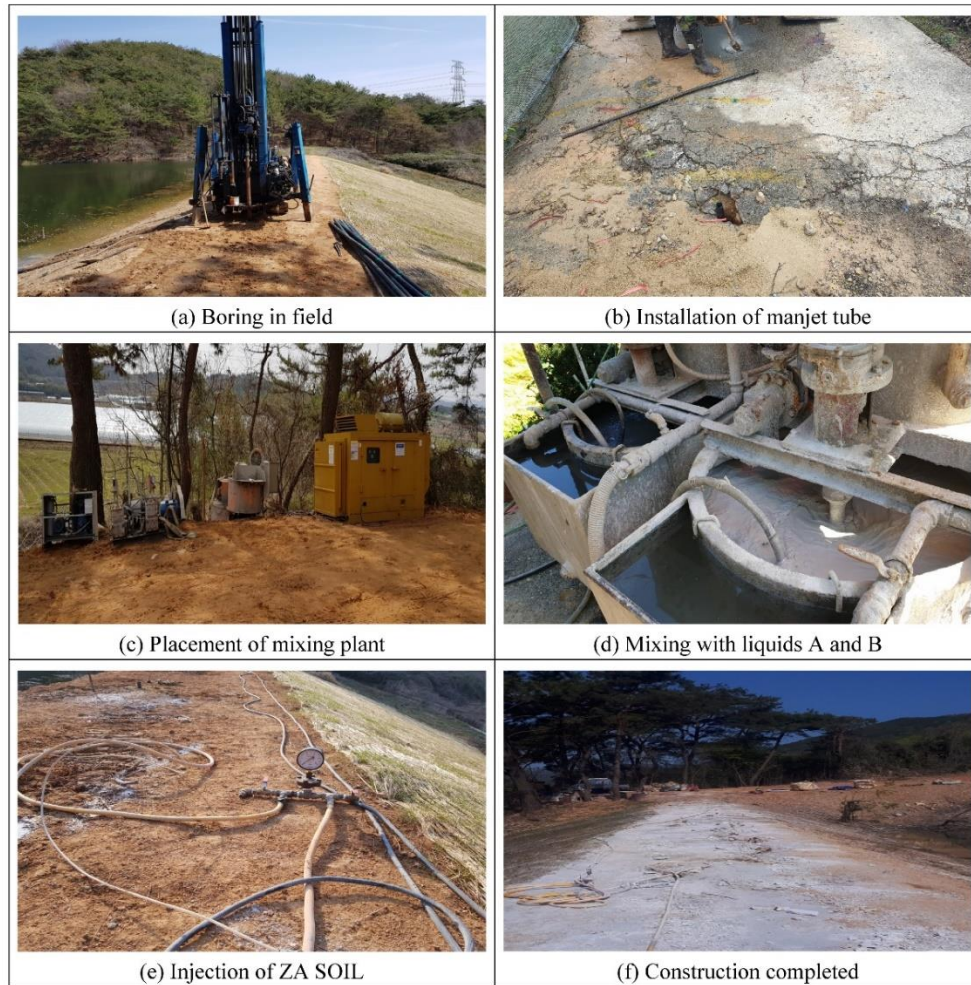 (a) Boring in field
(b) Installation of manjet tube
(c) Placement of mixing plant
(d) Mixing with liquids A and B
(e) Injection of ZA SOIL
(f) Construction completed